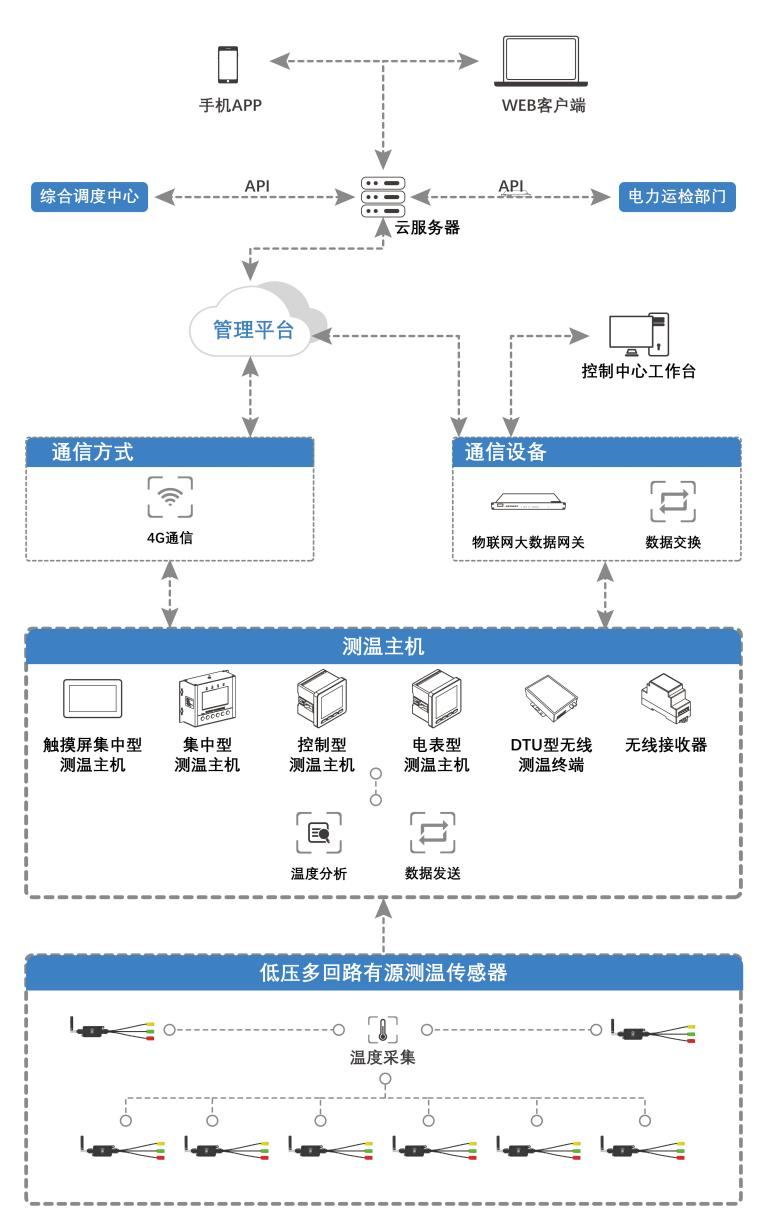 手机APP
WEB客户端
综合调度中心
API
API
电力运检部门
云服务器
管理平台
控制中心工作台
通信方式
通信设备
4G通信
物联网大数据网关
数据交换
测温主机
触摸屏集中型
测温主机
集中型
测温主机
控制型
测温主机
电表型
测温主机
DTU型无线
测温终端
无线接收器
温度分析
数据发送
低压多回路有源测温传感器
温度采集